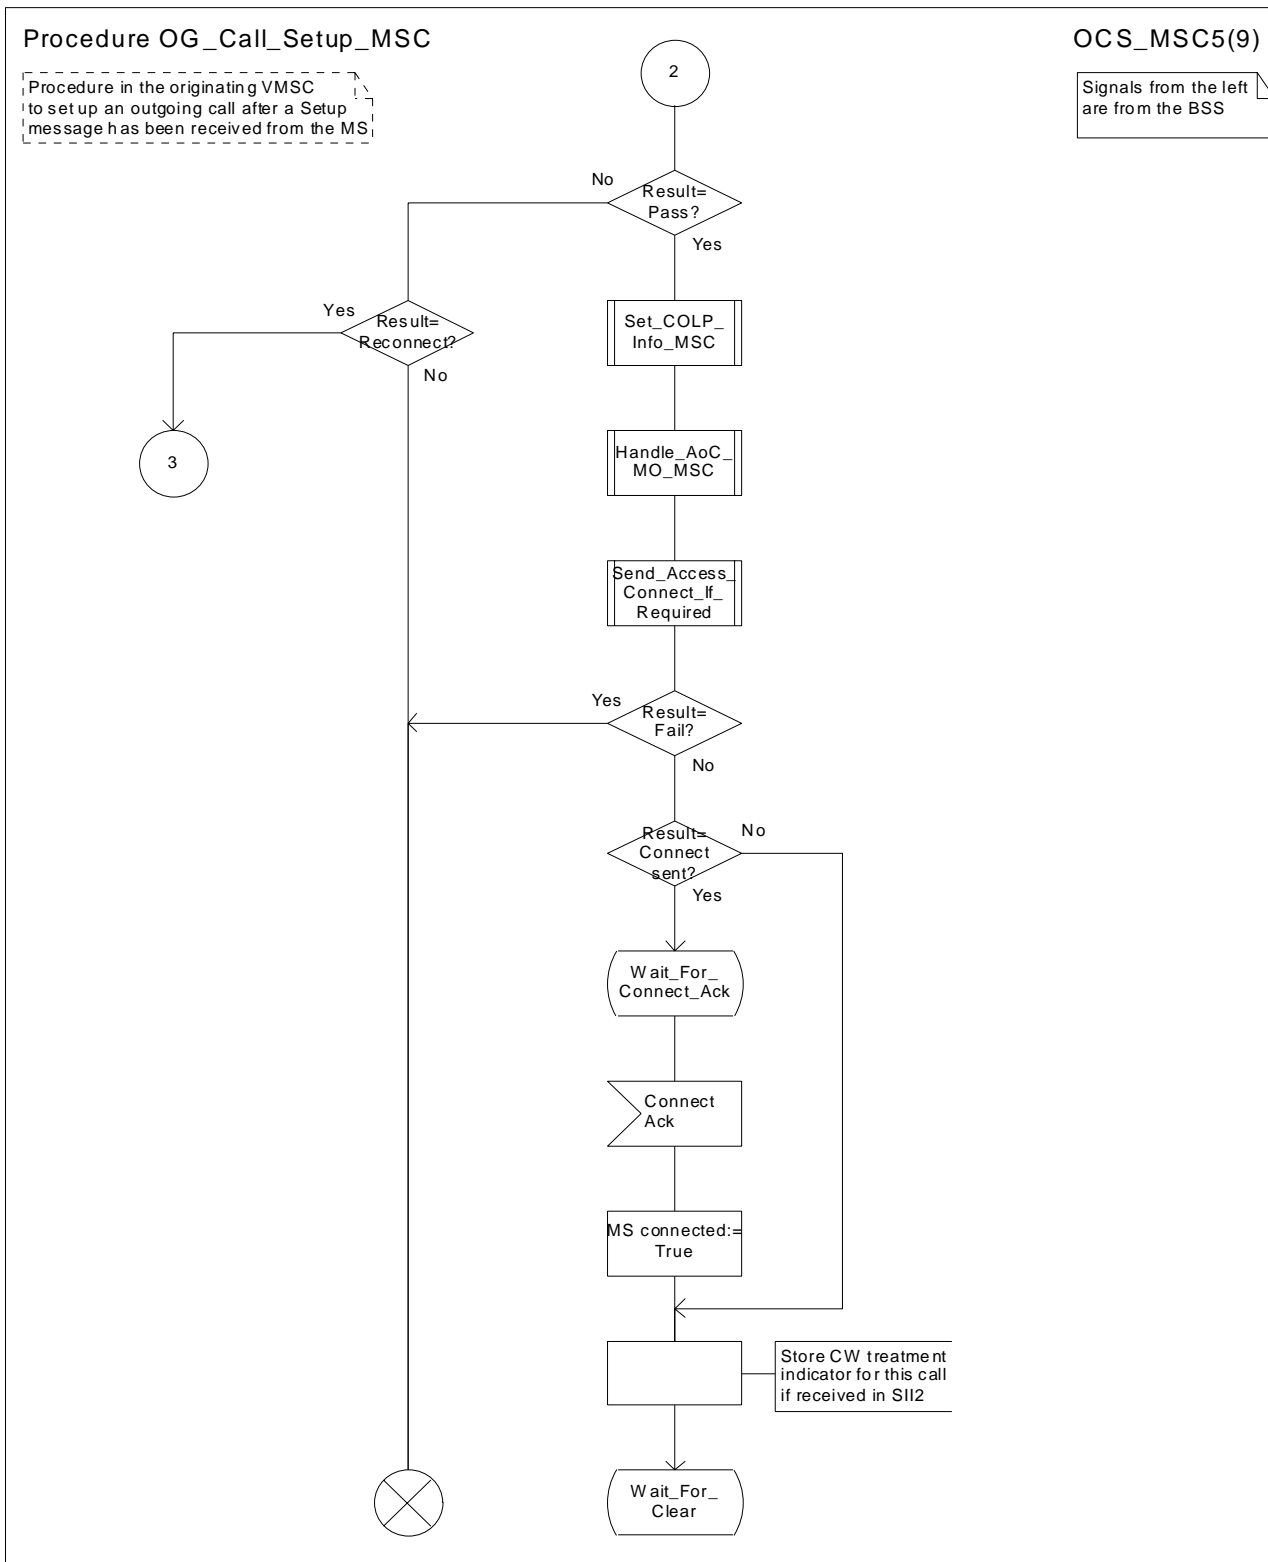 Procedure OG_Call_Setup_MSC
OCS_MSC5(9)
Procedure in the originating VMSC
to set up an outgoing call after a Setup
message has been received from the MS
Signals from the left
are from the BSS
2
Result=
Pass?
No
Yes
Result=
Reconnect?
Yes
No
Set_COLP_
Info_MSC
3
Handle_AoC_
MO_MSC
Send_Access_
Connect_If_
Required
Result=
Fail?
Yes
No
Result=
Connect
sent?
No
Yes
Wait_For_
Connect_Ack
Connect
Ack
MS connected:=
True
Store CW treatment
indicator for this call
if received in SII2
Wait_For_
Clear